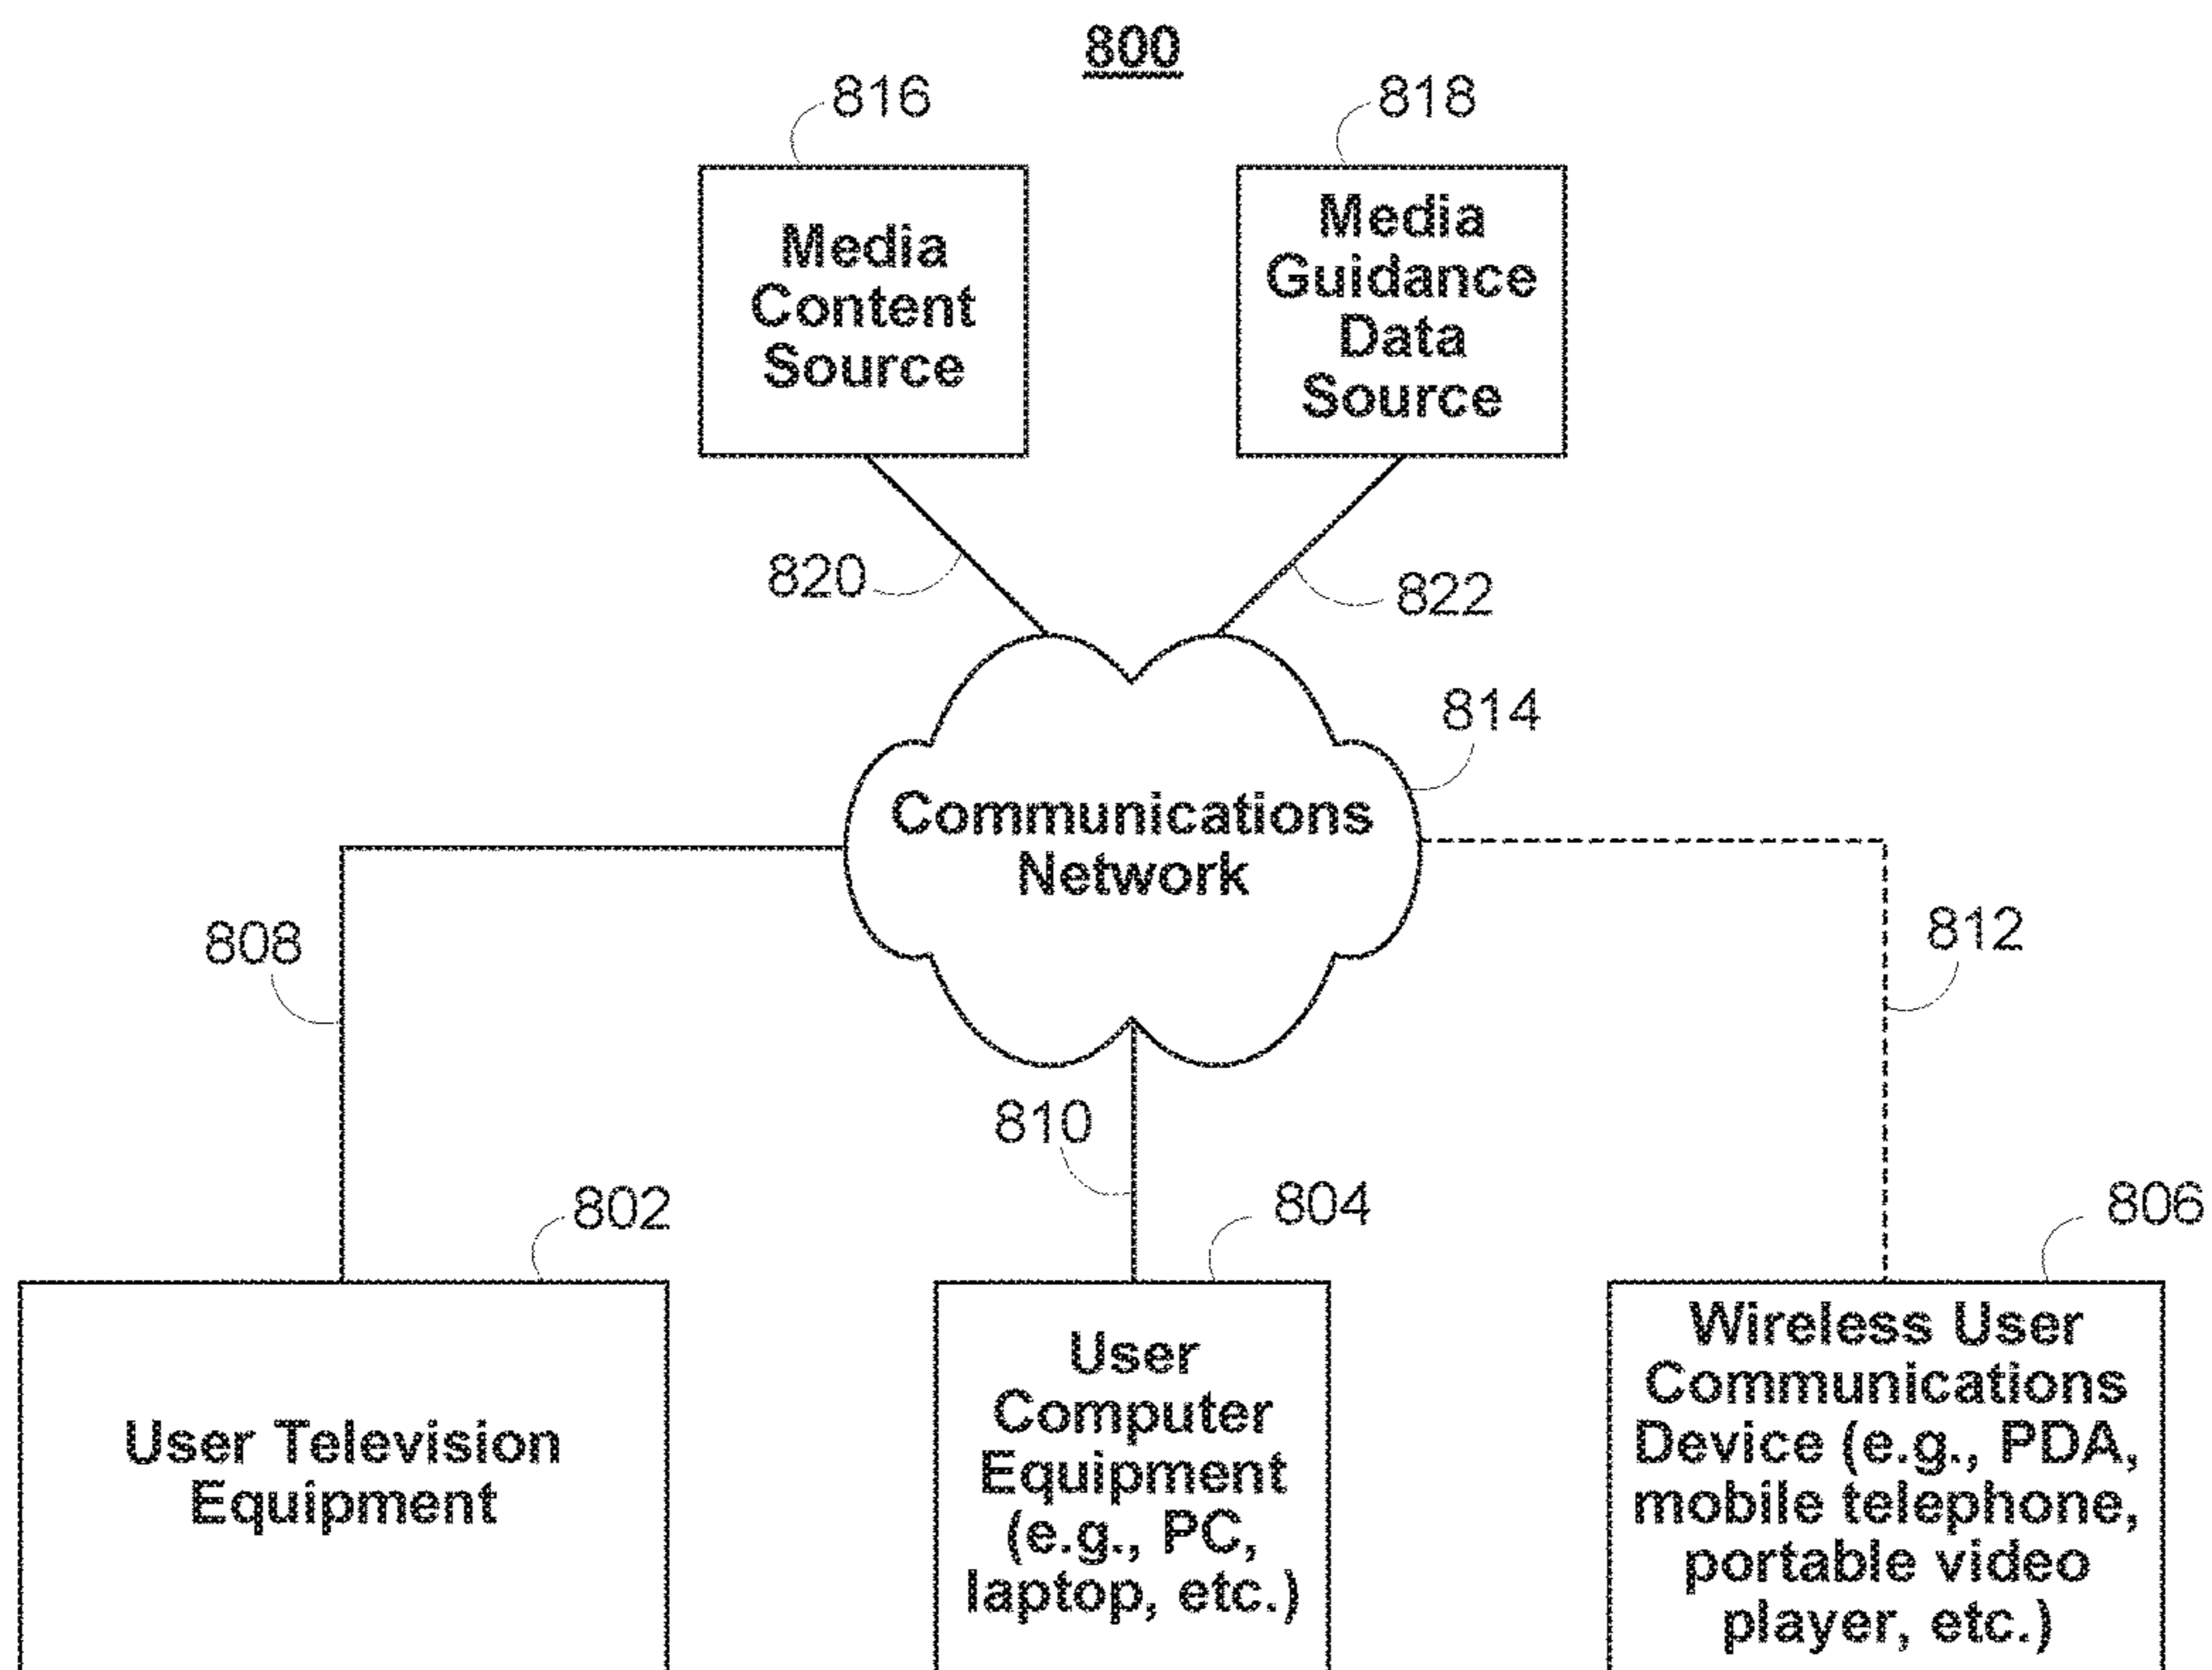 800
816
818
Media
Content
Source
Media
Guidance
Data
Source
820
822
814
Communications
Network
808
812
810
802
804
806
User Television
Equipment
User
Computer
Equipment
(e.g., PC,
laptop, etc.)
Wireless User
Communications
Device (e.g., PDA,
mobile telephone,
portable video
player, etc.)